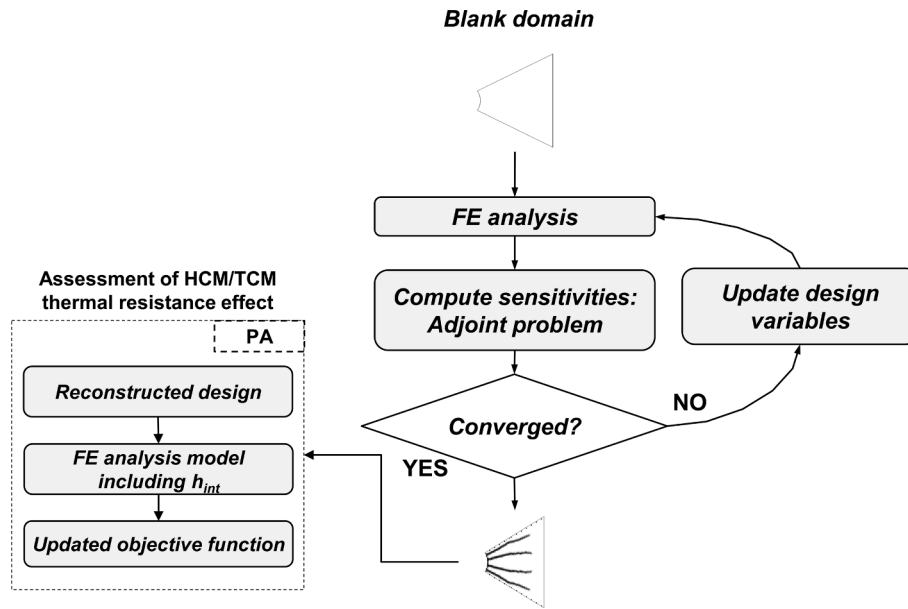 Blank domain
FE analysis
Compute sensitivities:
Adjoint problem
Update design
variables
Converged?
NO
YES
Assessment of HCM/TCM
thermal resistance effect
PA
Reconstructed design
FE analysis model
including h_int
Updated objective function